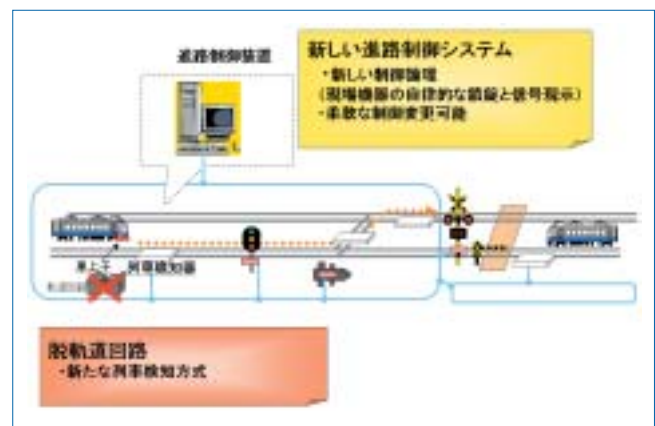 進路制御装置
新しい進路制御システム
・新しい制御論理
(現場機器の自律的な鎖錠と信号現示)
・柔軟な制御変更可能
車上子
列車検知器
脱軌道回路
・新たな列車検知方式